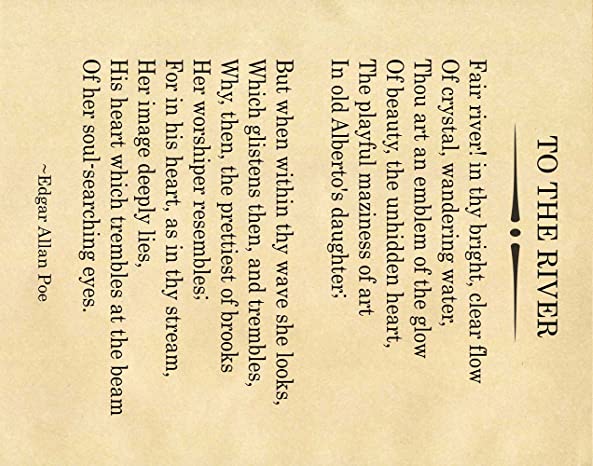 TO THE RIVER
Fair river! in thy bright, clear flow
Of crystal, wandering water,
Thou art an emblem of the glow
Of beauty, the unhidden heart,
The playful maziness of art
In old Alberto's daughter;
But when within thy wave she looks,
Which glistens then, and trembles,
Why, then, the prettiest of brooks
Her worshiper resembles;
For in his heart, as in thy stream,
Her image deeply lies,
His heart which trembles at the beam
Of her soul-searching eyes.
~Edgar Allan Poe